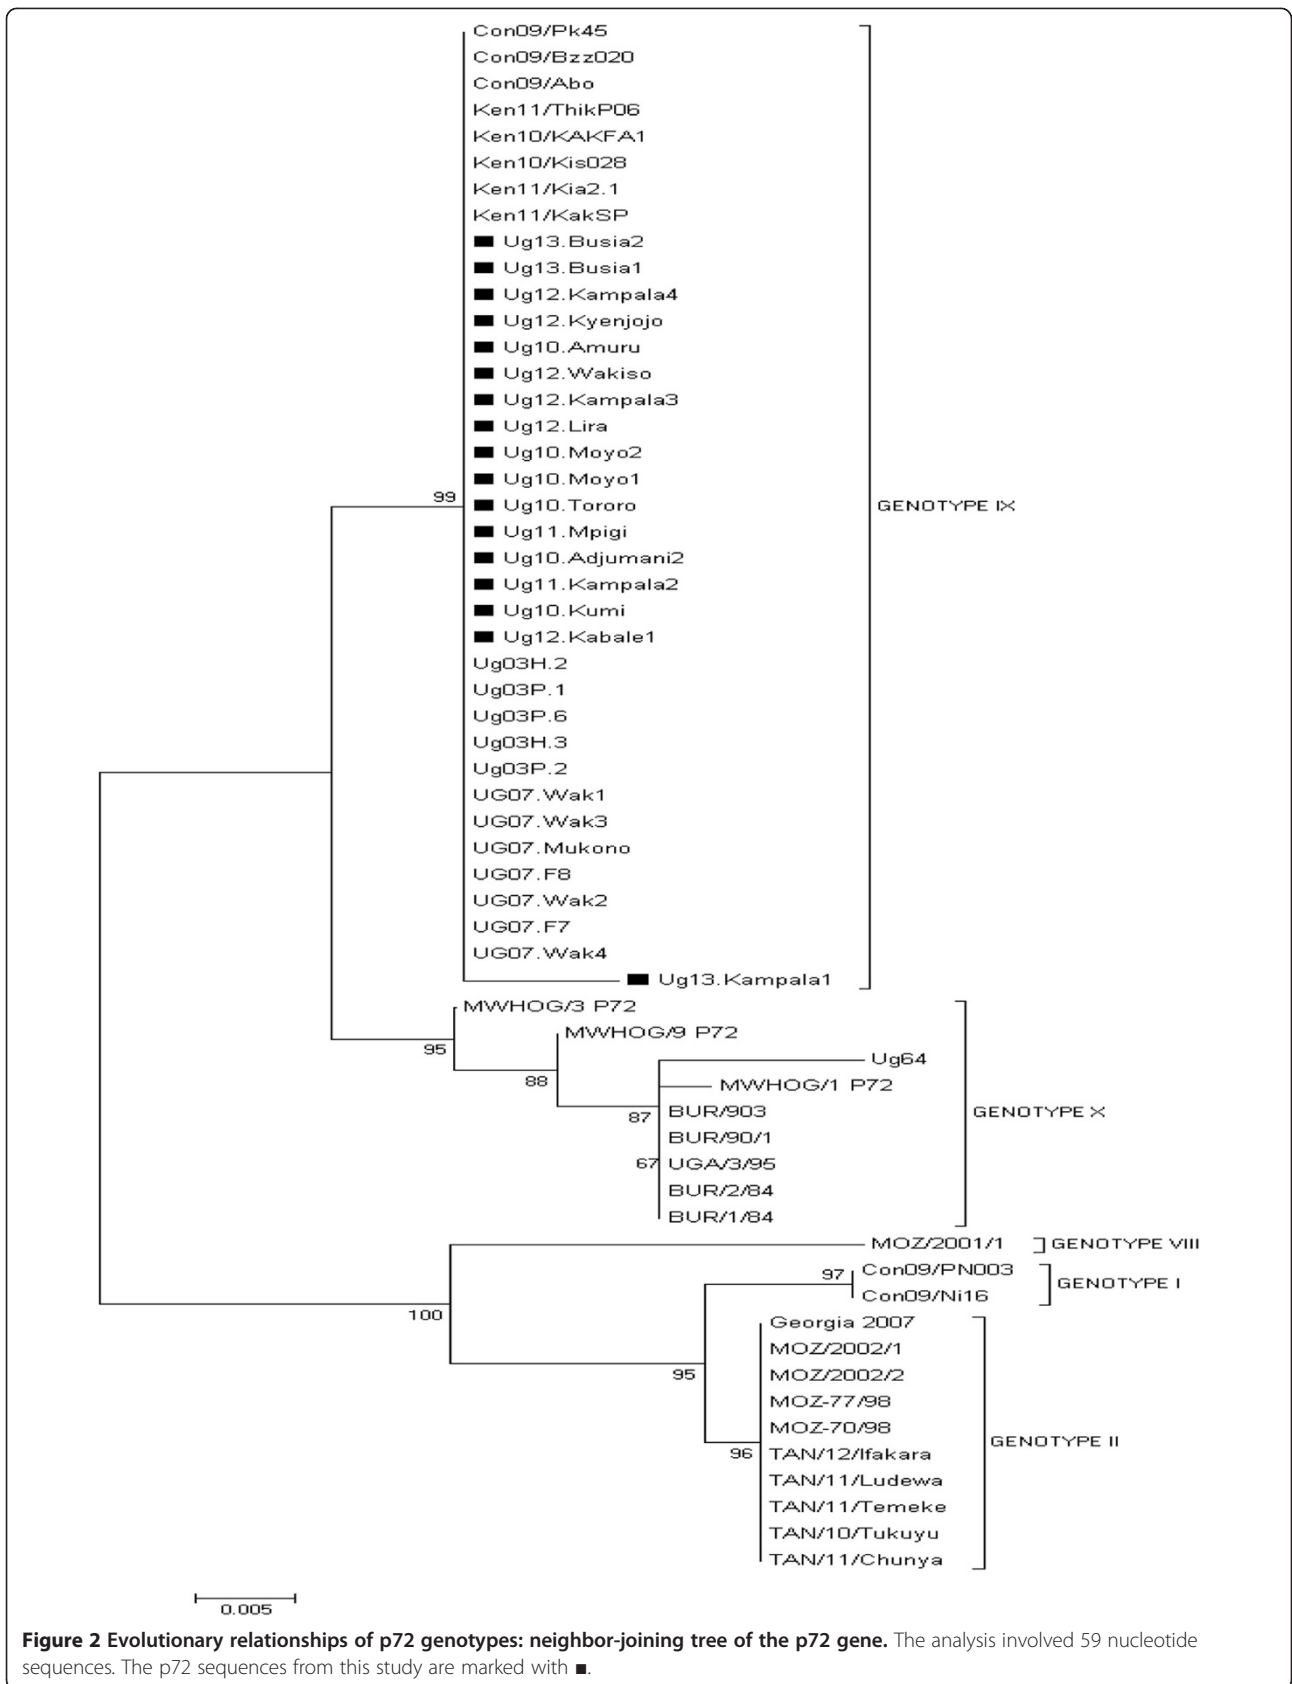 Con09/Pk45
Con09/Bzz020
Con09/Abo
Ken11/ThikP06
Ken10/KAKFA1
Ken10/Kis028
Ken11/Kia2.1
Ken11/KakSP
■ Ug13.Busia2
■ Ug13.Busia1
■ Ug12.Kampala4
■ Ug12.Kyenjojo
■ Ug10.Amuru
■ Ug12.Wakiso
■ Ug12.Kampala3
■ Ug12.Lira
■ Ug10.Moyo2
■ Ug10.Moyo1
99
■ Ug10.Tororo
GENOTYPE IX
■ Ug11.Mpigi
■ Ug10.Adjumani2
■ Ug11.Kampala2
■ Ug10.Kumi
■ Ug12.Kabale1
Ug03H.2
Ug03P.1
Ug03P.6
Ug03H.3
Ug03P.2
UG07.Wak1
UG07.Wak3
UG07.Mukono
UG07.F8
UG07.Wak2
UG07.F7
UG07.Wak4
■ Ug13.Kampala1
MWHOG/3 P72
MWHOG/9 P72
95
Ug64
88
MWHOG/1 P72
87
BUR/903
GENOTYPE X
BUR/90/1
67
UGA/3/95
BUR/2/84
BUR/1/84
MOZ/2001/1
GENOTYPE VIII
97
Con09/PN003
GENOTYPE I
Con09/Ni16
100
Georgia 2007
MOZ/2002/1
95
MOZ/2002/2
MOZ-77/98
MOZ-70/98
GENOTYPE II
96
TAN/12/Ifakara
TAN/11/Ludewa
TAN/11/Temeke
TAN/10/Tukuyu
TAN/11/Chunya
0.005
Figure 2 Evolutionary relationships of p72 genotypes: neighbor-joining tree of the p72 gene. The analysis involved 59 nucleotide
sequences. The p72 sequences from this study are marked with ■.